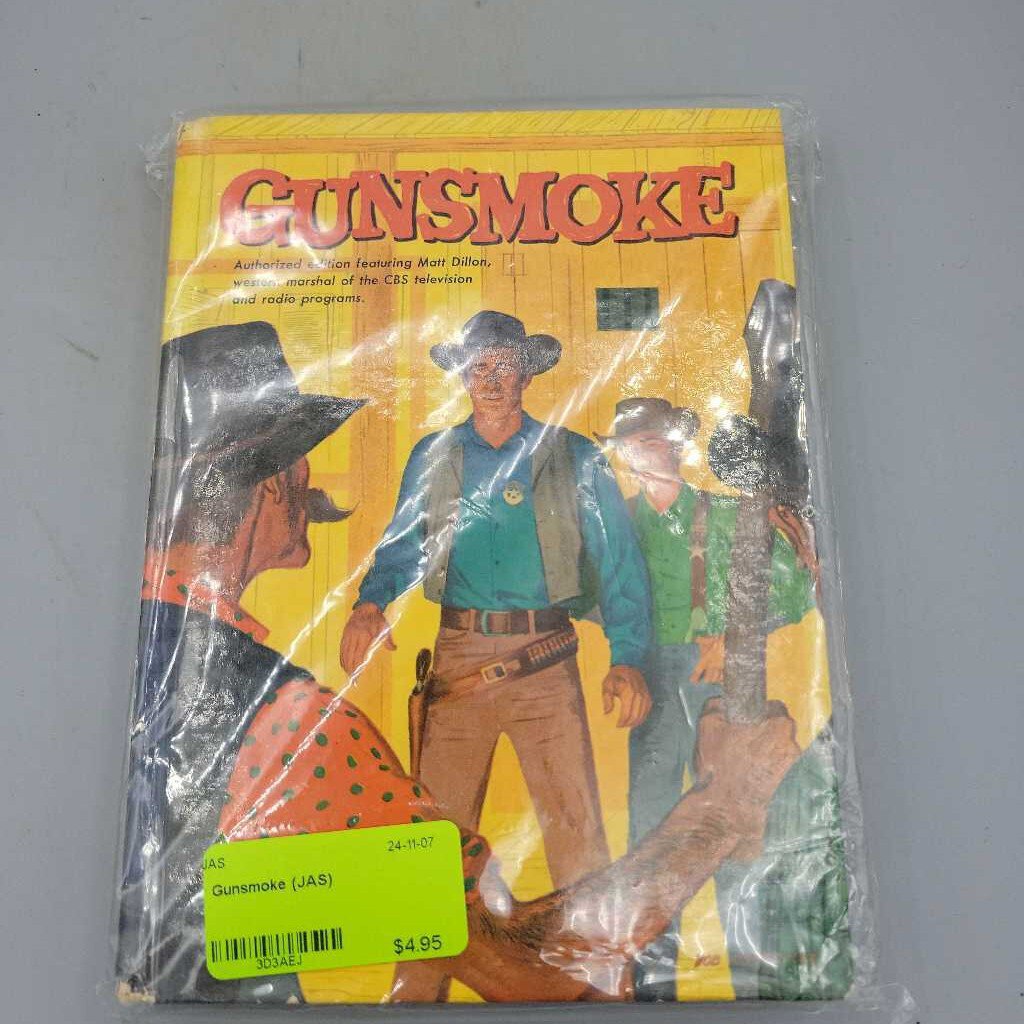 GUNSMOKE
Authorized edition featuring Matt Dillon,
western marshal of the CBS television
and radio programs.
JAS
24-11-07
Gunsmoke (JAS)
3D3AEJ
$4.95